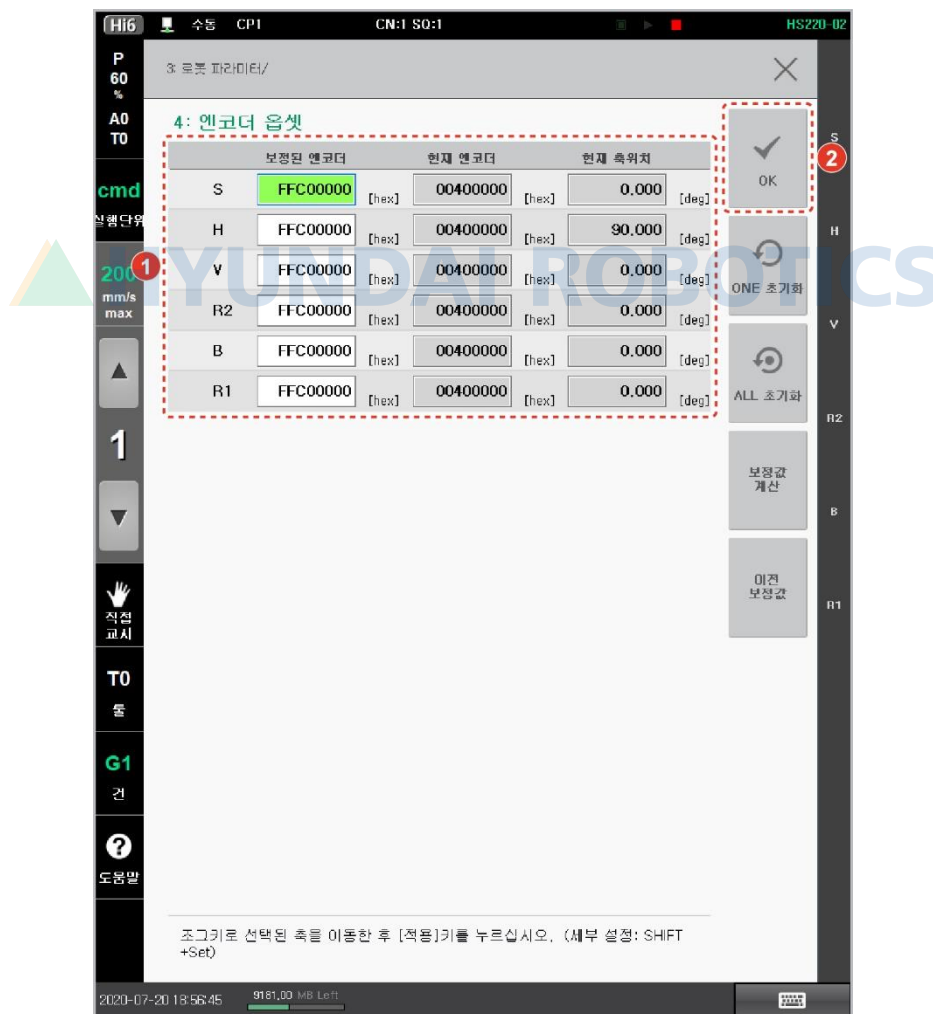 Hi6 수동 CP1 CN:1 SQ:1 HS220-02
P
60
%
A0
T0
cmd
실행단위
200
mm/s
max
1
직접
교시
T0
툴
G1
건
?
도움말
3: 로봇 파라미터/
4: 엔코더 옵셋
보정된 엔코더 현재 엔코더 현재 축위치
S FFC00000 [hex] 00400000 [hex] 0.000 [deg]
H FFC00000 [hex] 00400000 [hex] 90.000 [deg]
V FFC00000 [hex] 00400000 [hex] 0.000 [deg]
R2 FFC00000 [hex] 00400000 [hex] 0.000 [deg]
B FFC00000 [hex] 00400000 [hex] 0.000 [deg]
R1 FFC00000 [hex] 00400000 [hex] 0.000 [deg]
1
2
OK
ONE 초기화
ALL 초기화
보정값
계산
이전
보정값
S
H
V
R2
B
R1
HYUNDAI ROBOTICS
조그키로 선택된 축을 이동한 후 [적용]키를 누르십시오. (세부 설정: SHIFT
+Set)
2020-07-20 18:56:45 9181.00 MB Left